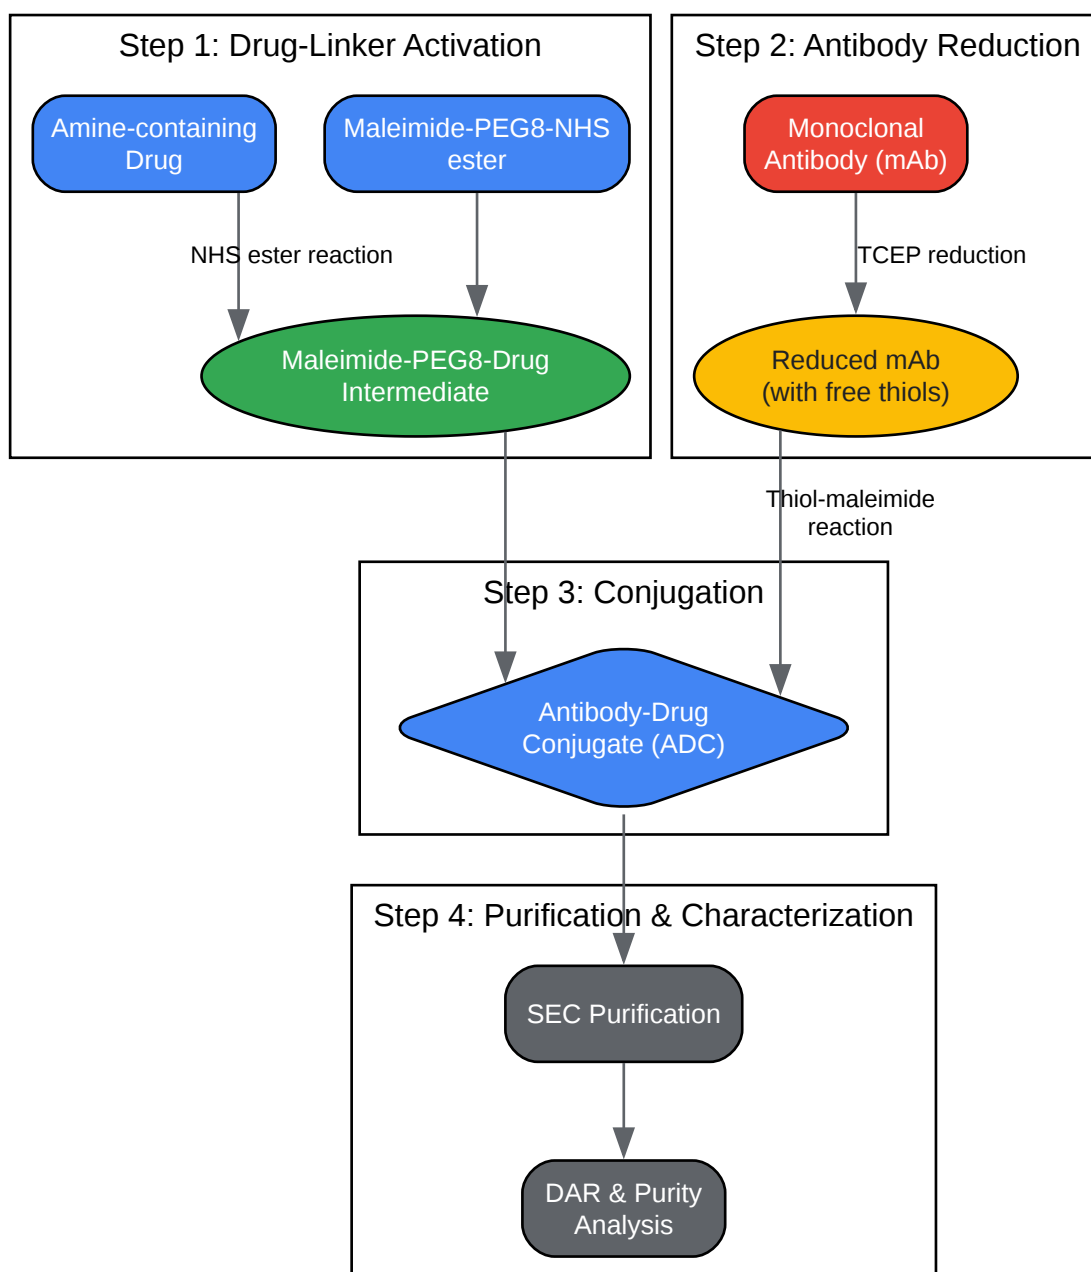 Step 1: Drug-Linker Activation
Amine-containing
Drug
Maleimide-PEG8-NHS
ester
NHS ester reaction
Maleimide-PEG8-Drug
Intermediate
Step 2: Antibody Reduction
Monoclonal
Antibody (mAb)
TCEP reduction
Reduced mAb
(with free thiols)
Thiol-maleimide
reaction
Step 3: Conjugation
Antibody-Drug
Conjugate (ADC)
Step 4: Purification & Characterization
SEC Purification
DAR & Purity
Analysis